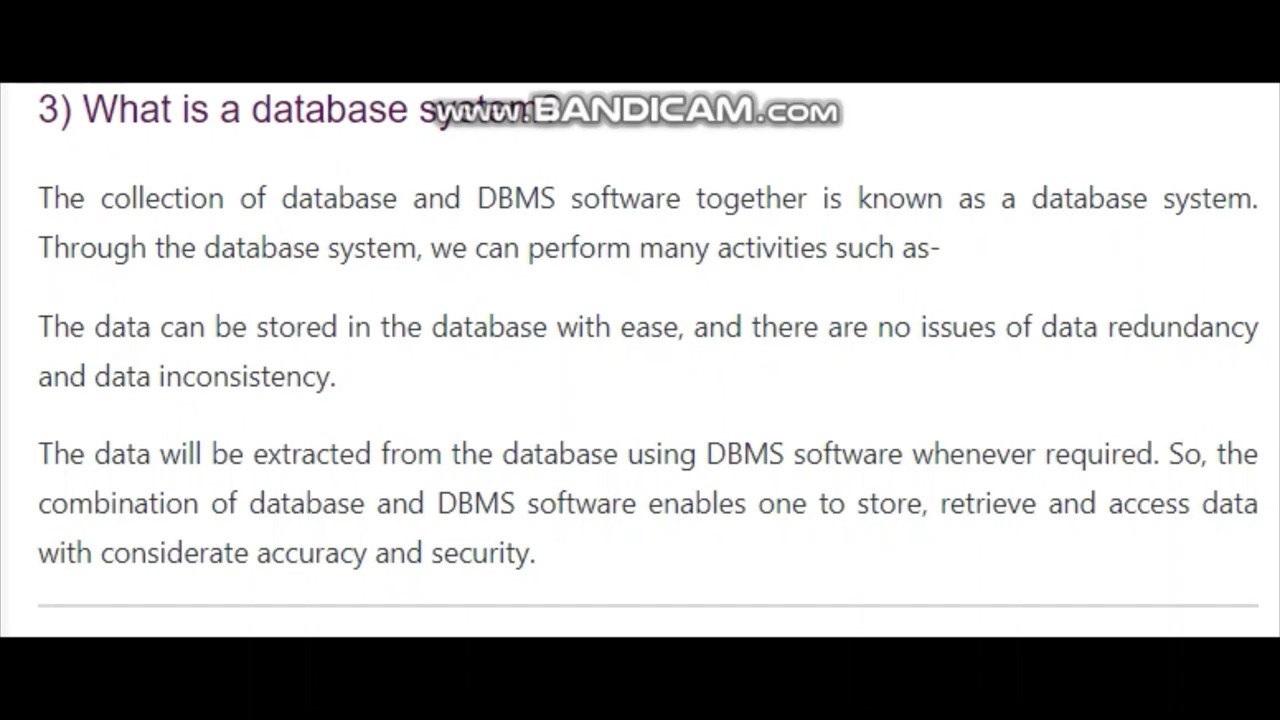 3) What is a database system?
www.BANDICAM.com
The collection of database and DBMS software together is known as a database system.
Through the database system, we can perform many activities such as-
The data can be stored in the database with ease, and there are no issues of data redundancy
and data inconsistency.
The data will be extracted from the database using DBMS software whenever required. So, the
combination of database and DBMS software enables one to store, retrieve and access data
with considerate accuracy and security.